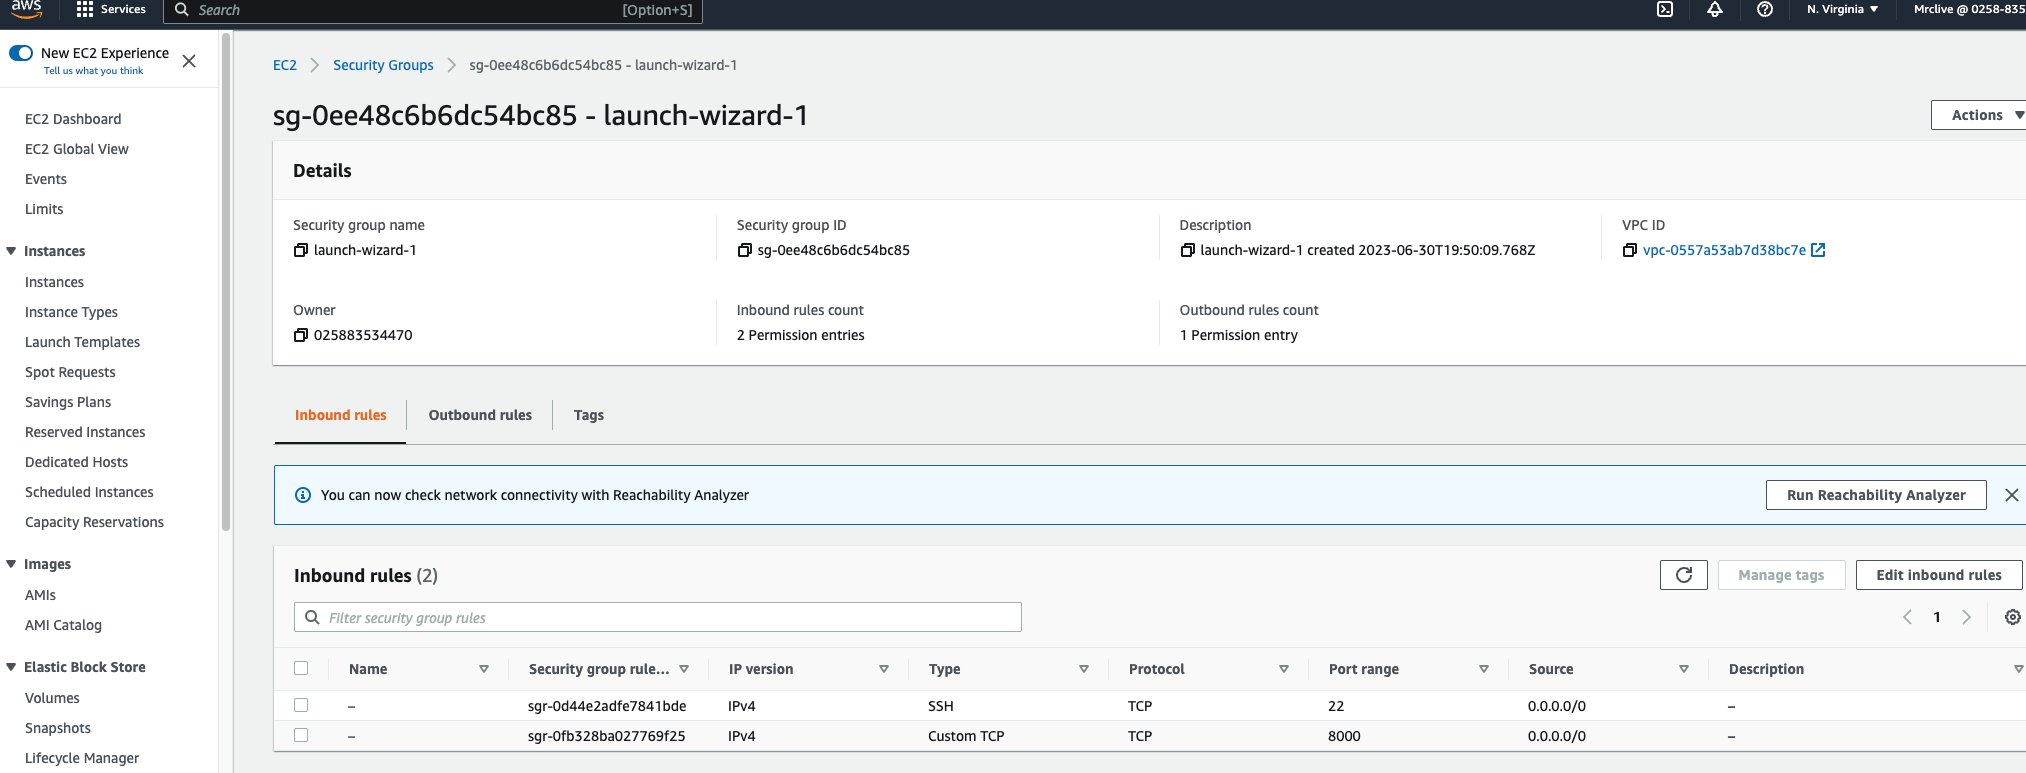 aws
Services
Search
[Option+S]
N. Virginia
Mrclive @ 0258-835
New EC2 Experience
Tell us what you think
EC2 Dashboard
EC2 Global View
Events
Limits
Instances
Instances
Instance Types
Launch Templates
Spot Requests
Savings Plans
Reserved Instances
Dedicated Hosts
Scheduled Instances
Capacity Reservations
Images
AMIs
AMI Catalog
Elastic Block Store
Volumes
Snapshots
Lifecycle Manager
EC2 > Security Groups > sg-0ee48c6b6dc54bc85 - launch-wizard-1
sg-0ee48c6b6dc54bc85 - launch-wizard-1
Actions
Details
Security group name
launch-wizard-1
Security group ID
sg-0ee48c6b6dc54bc85
Description
launch-wizard-1 created 2023-06-30T19:50:09.768Z
VPC ID
vpc-0557a53ab7d38bc7e
Owner
025883534470
Inbound rules count
2 Permission entries
Outbound rules count
1 Permission entry
Inbound rules
Outbound rules
Tags
You can now check network connectivity with Reachability Analyzer
Run Reachability Analyzer
Inbound rules (2)
Manage tags
Edit inbound rules
Filter security group rules
1
Name Security group rule... IP version Type Protocol Port range Source Description
– sgr-0d44e2adfe7841bde IPv4 SSH TCP 22 0.0.0.0/0 –
– sgr-0fb328ba027769f25 IPv4 Custom TCP TCP 8000 0.0.0.0/0 –